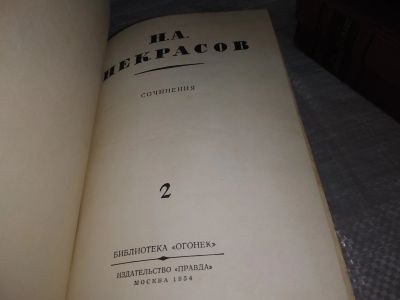 Н.А.
НЕКРАСОВ
СОЧИНЕНИЯ
2
БИБЛИОТЕКА «ОГОНЕК»
ИЗДАТЕЛЬСТВО «ПРАВДА»
МОСКВА 1954